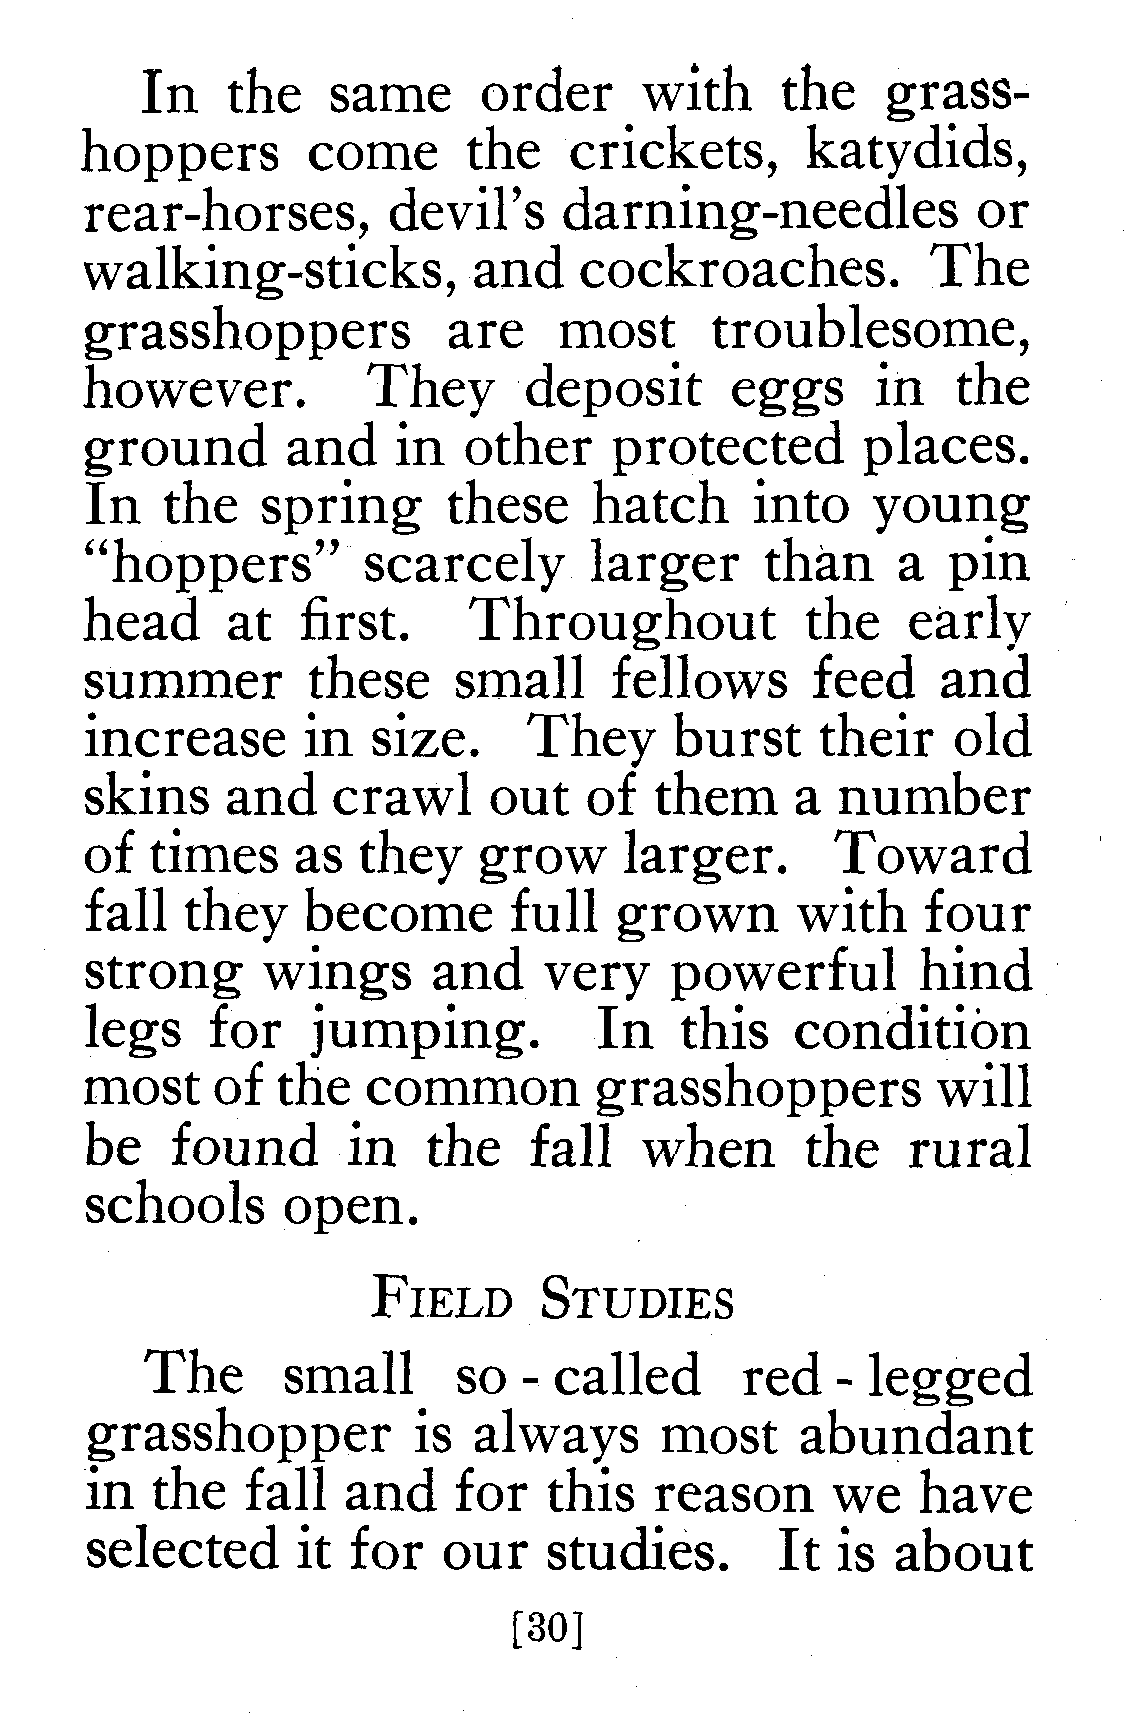 In the same order with the grass-
hoppers come the crickets, katydids,
rear-horses, devil's darning-needles or
walking-sticks, and cockroaches. The
grasshoppers are most troublesome,
however. They deposit eggs in the
ground and in other protected places.
In the spring these hatch into young
“hoppers” scarcely larger than a pin
head at first. Throughout the early
summer these small fellows feed and
increase in size. They burst their old
skins and crawl out of them a number
of times as they grow larger. Toward
fall they become full grown with four
strong wings and very powerful hind
legs for jumping. In this condition
most of the common grasshoppers will
be found in the fall when the rural
schools open.
Field Studies
The small so-called red-legged
grasshopper is always most abundant
in the fall and for this reason we have
selected it for our studies. It is about
[30]